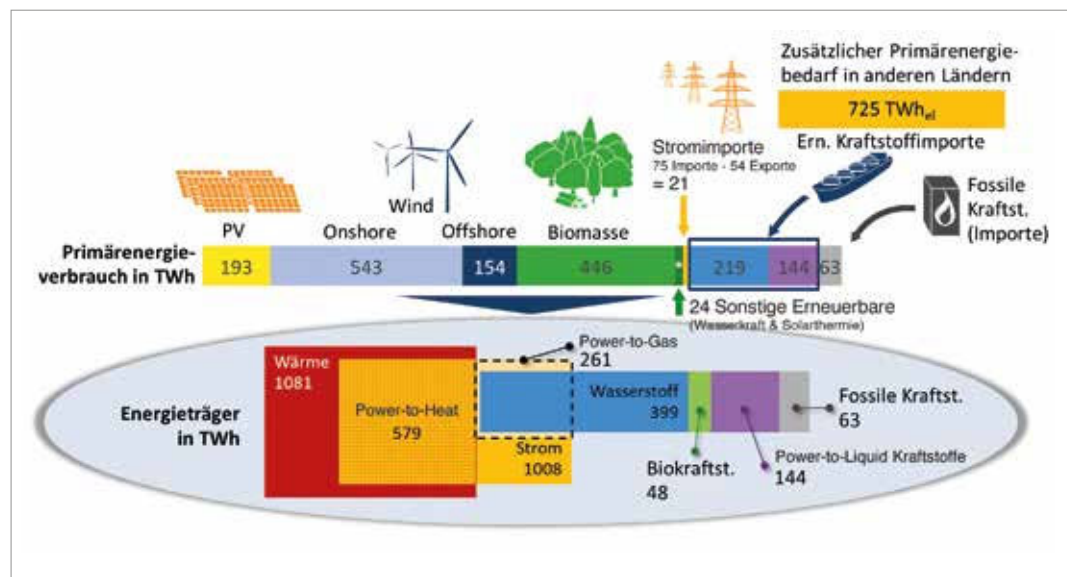 Zusätzlicher Primärenergie-
bedarf in anderen Ländern
725 TWhel
Ern. Kraftstoffimporte
Stromimporte
75 Importe - 54 Exporte
= 21
Fossile
Kraftst.
(Importe)
Wind
PV
Onshore
Offshore
Biomasse
Primärenergie-
verbrauch in TWh
193
543
154
446
219
144
63
24 Sonstige Erneuerbare
(Wasserkraft & Solarthermie)
Power-to-Gas
261
Wärme
1081
Wasserstoff
399
Fossile Kraftst.
63
Energieträger
in TWh
Power-to-Heat
579
Strom
1008
Biokraftst.
48
Power-to-Liquid Kraftstoffe
144